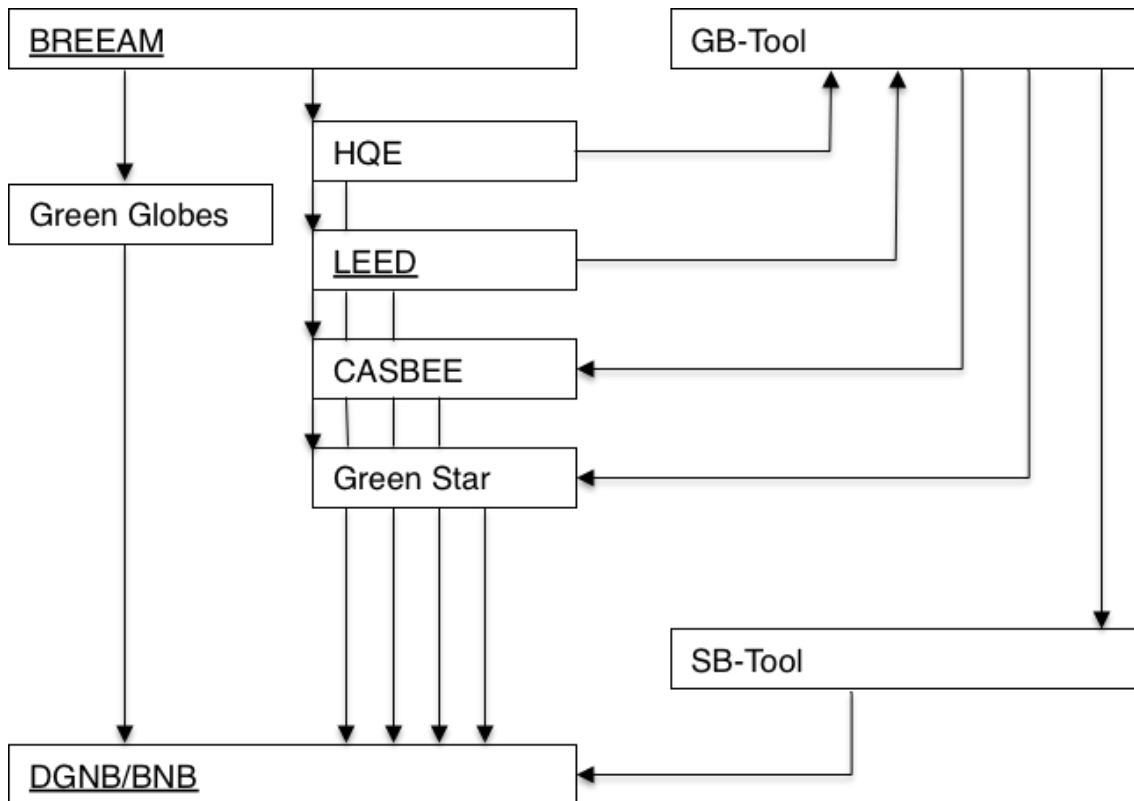 BREEAM
GB-Tool
HQE
Green Globes
LEED
CASBEE
Green Star
SB-Tool
DGNB/BNB